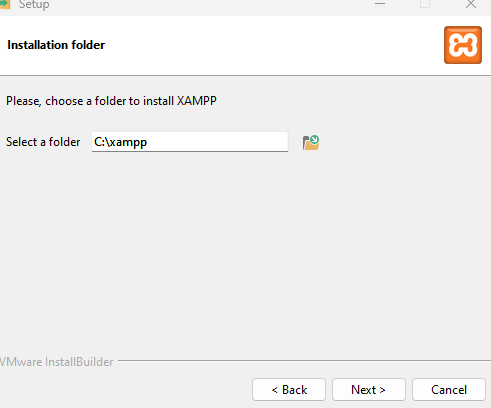 Setup
Installation folder
Please, choose a folder to install XAMPP
Select a folder C:\xampp
VMware InstallBuilder
< Back Next > Cancel